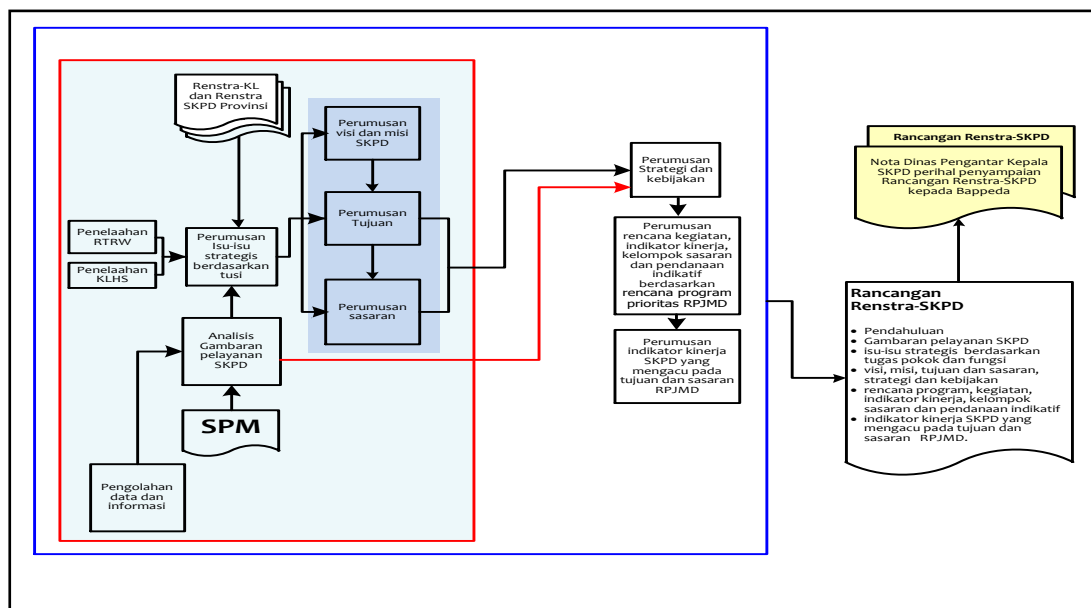 Renstra-KL
dan Renstra
SKPD Provinsi
Penelaahan
RTRW
Penelaahan
KLHS
Perumusan
Isu-isu
strategis
berdasarkan
tusi
Analisis
Gambaran
pelayanan
SKPD
SPM
Pengolahan
data dan
informasi
Perumusan
visi dan misi
SKPD
Perumusan
Tujuan
Perumusan
sasaran
Perumusan
Strategi dan
kebijakan
Perumusan
rencana kegiatan,
indikator kinerja,
kelompok sasaran
dan pendanaan
indikatif
berdasarkan
rencana program
prioritas RPJMD
Perumusan
indikator kinerja
SKPD yang
mengacu pada
tujuan dan sasaran
RPJMD
Rancangan Renstra-SKPD
Nota Dinas Pengantar Kepala
SKPD perihal penyampaian
Rancangan Renstra-SKPD
kepada Bappeda
Rancangan
Renstra-SKPD
• Pendahuluan
• Gambaran pelayanan SKPD
• isu-isu strategis berdasarkan
tugas pokok dan fungsi
• visi, misi, tujuan dan sasaran,
strategi dan kebijakan
• rencana program, kegiatan,
indikator kinerja, kelompok
sasaran dan pendanaan indikatif
• indikator kinerja SKPD yang
mengacu pada tujuan dan
sasaran RPJMD.